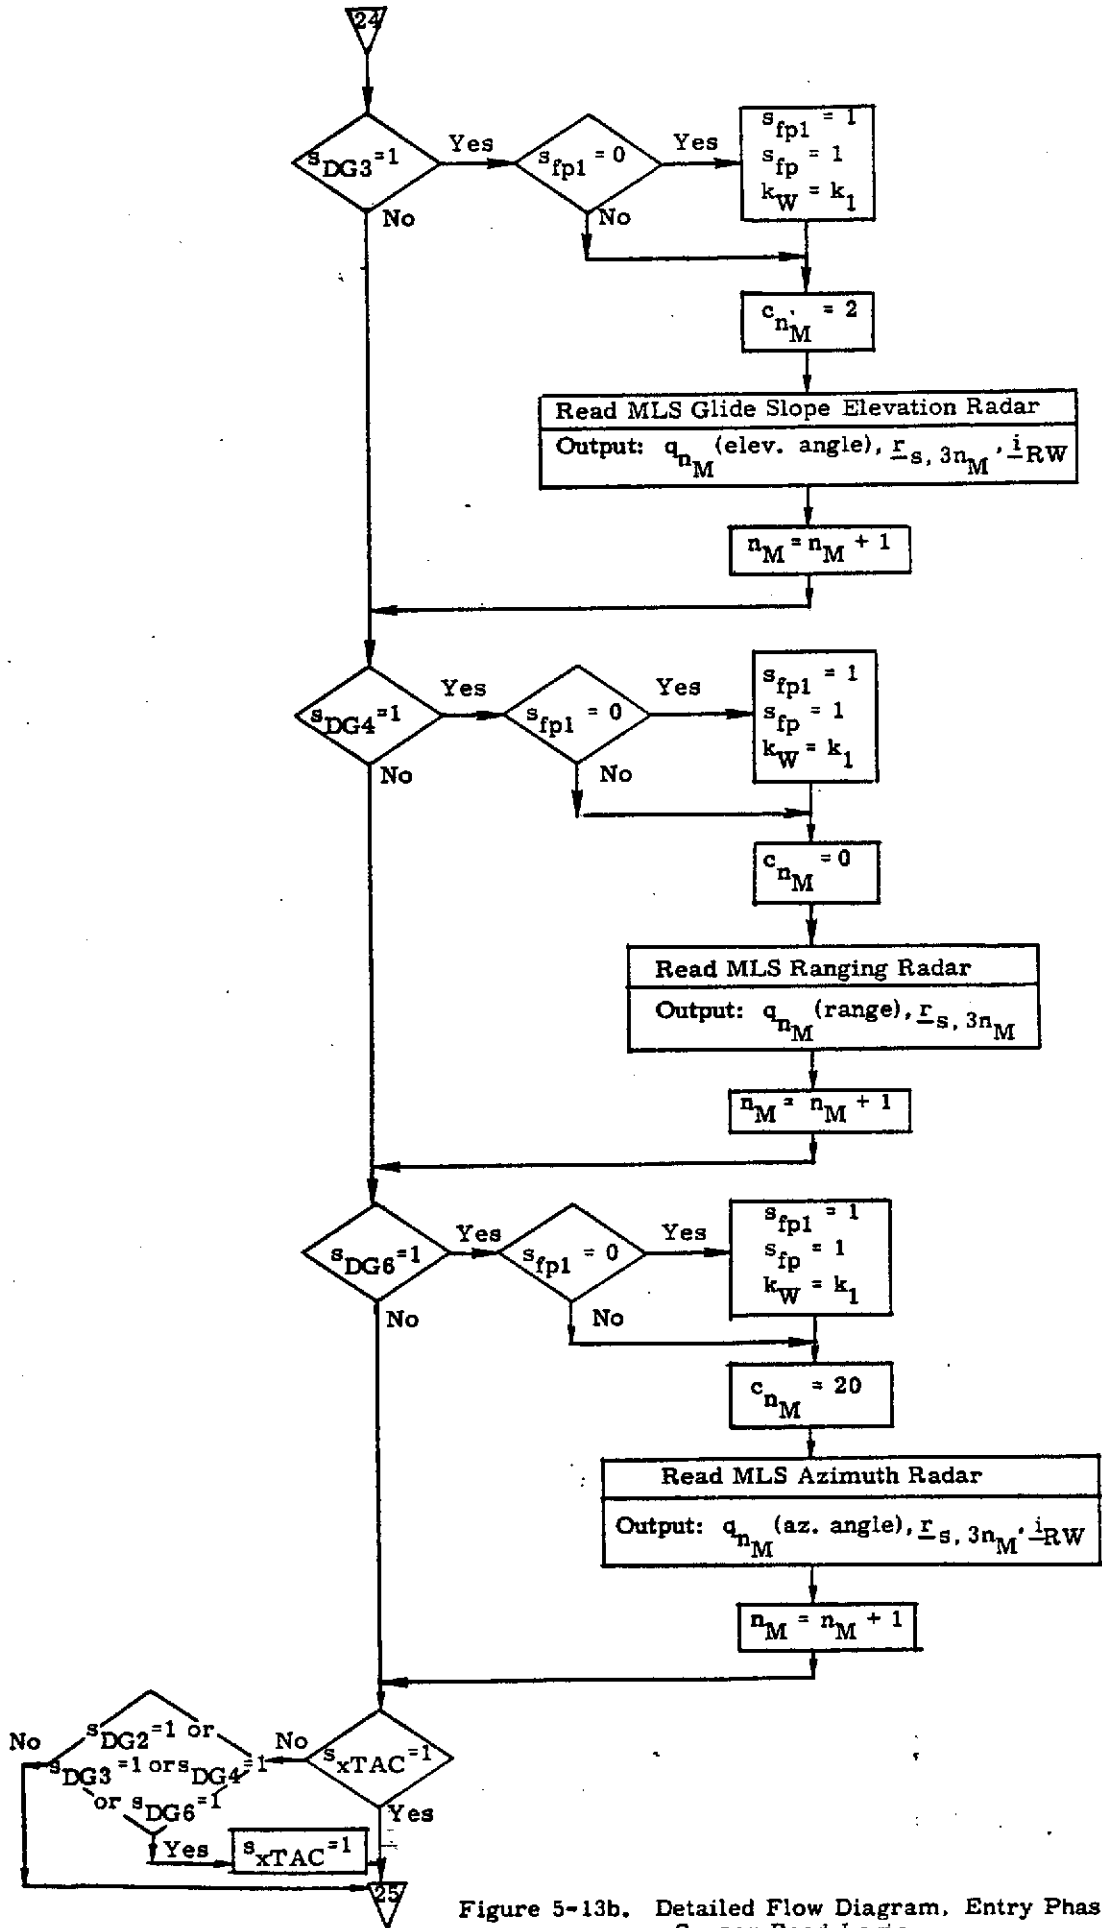 24
s_DG3 = 1
Yes
No
s_fp1 = 0
Yes
No
s_fp1 = 1
s_fp = 1
k_W = k_1
c_n_M = 2
Read MLS Glide Slope Elevation Radar
Output: q_n_M (elev. angle), r_s, 3n_M, i_RW
n_M = n_M + 1
s_DG4 = 1
Yes
No
s_fp1 = 0
Yes
No
s_fp1 = 1
s_fp = 1
k_W = k_1
c_n_M = 0
Read MLS Ranging Radar
Output: q_n_M (range), r_s, 3n_M
n_M = n_M + 1
s_DG6 = 1
Yes
No
s_fp1 = 0
Yes
No
s_fp1 = 1
s_fp = 1
k_W = k_1
c_n_M = 20
Read MLS Azimuth Radar
Output: q_n_M (az. angle), r_s, 3n_M, i_RW
n_M = n_M + 1
s_xTAC = 1
No
Yes
s_DG2 = 1 or
s_DG3 = 1 or s_DG4 = 1
or s_DG6 = 1
No
Yes
s_xTAC = 1
25
Figure 5-13b. Detailed Flow Diagram, Entry Phas